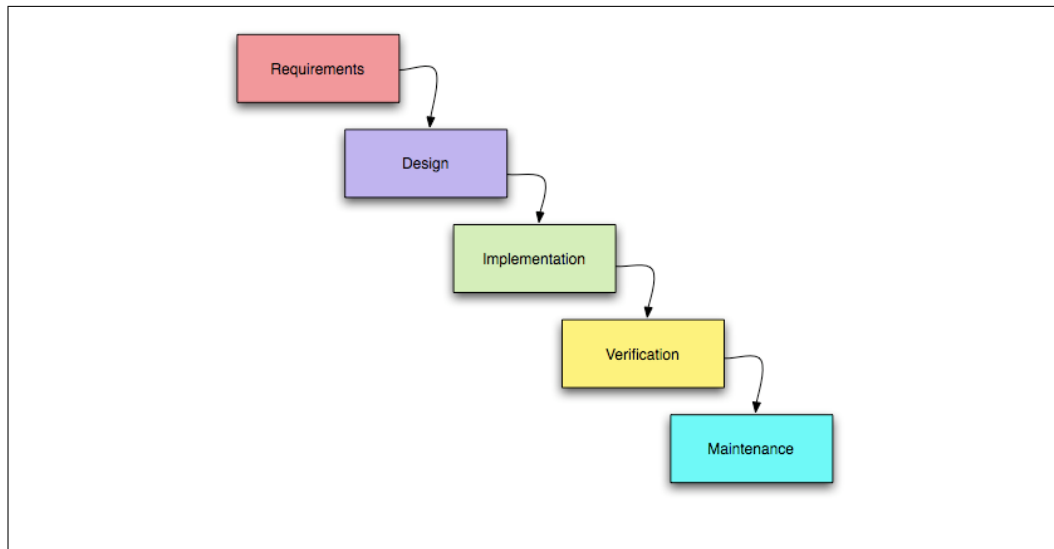 Requirements
Design
Implementation
Verification
Maintenance